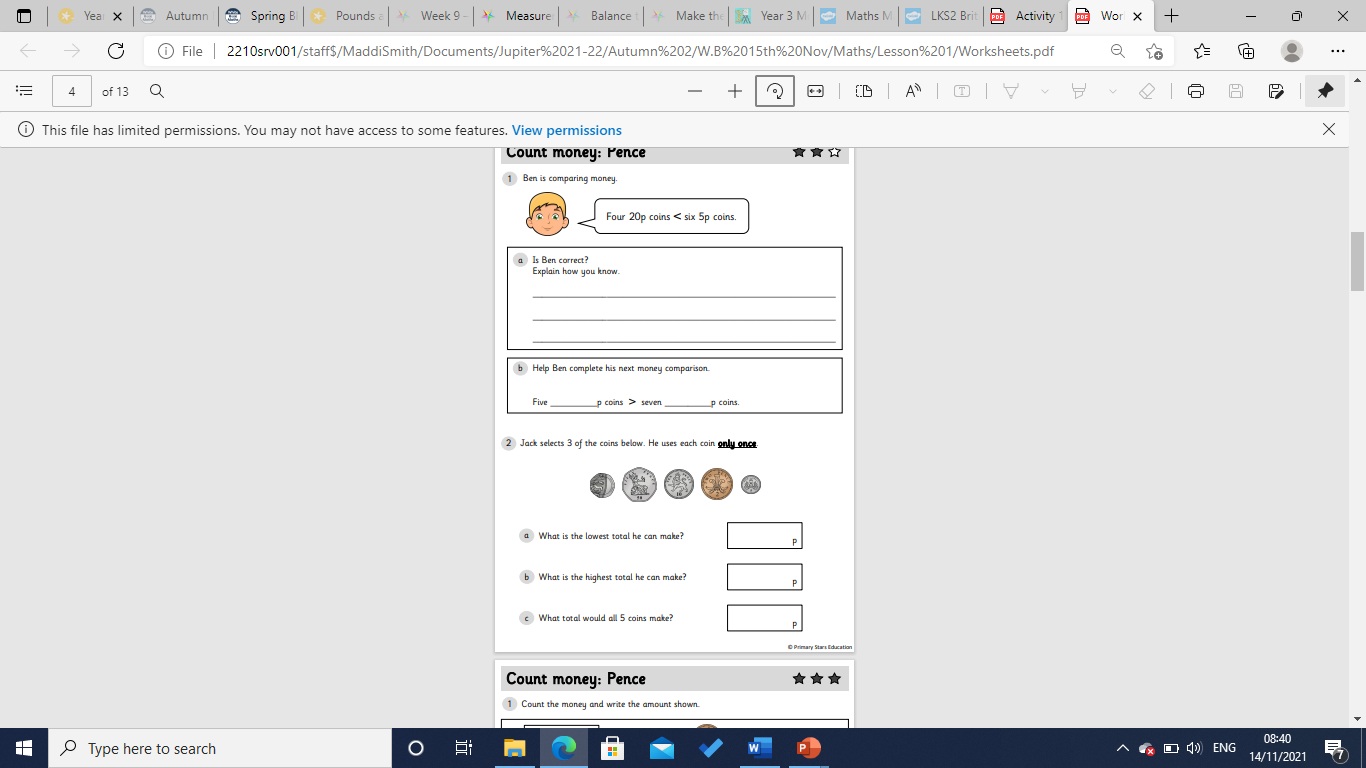 Yea
Autumn
Spring B
Pounds a
Week 9 –
Measure
Balance
Make the
Year 3 M
Maths M
LKS2 Brit
Activity
Wor
File
2210srv001/staff$/MaddiSmith/Documents/Jupiter%2021-22/Autumn%202/W.B%2015th%20Nov/Maths/Lesson%201/Worksheets.pdf
4 of 13
This file has limited permissions. You may not have access to some features. View permissions
Count money: Pence
1 Ben is comparing money.
Four 20p coins < six 5p coins.
a Is Ben correct?
Explain how you know.
b Help Ben complete his next money comparison.
Five __________p coins > seven __________p coins.
2 Jack selects 3 of the coins below. He uses each coin only once.
a What is the lowest total he can make?
p
b What is the highest total he can make?
p
c What total would all 5 coins make?
p
© Primary Stars Education
Count money: Pence
1 Count the money and write the amount shown.
Type here to search
ENG
08:40
14/11/2021
7